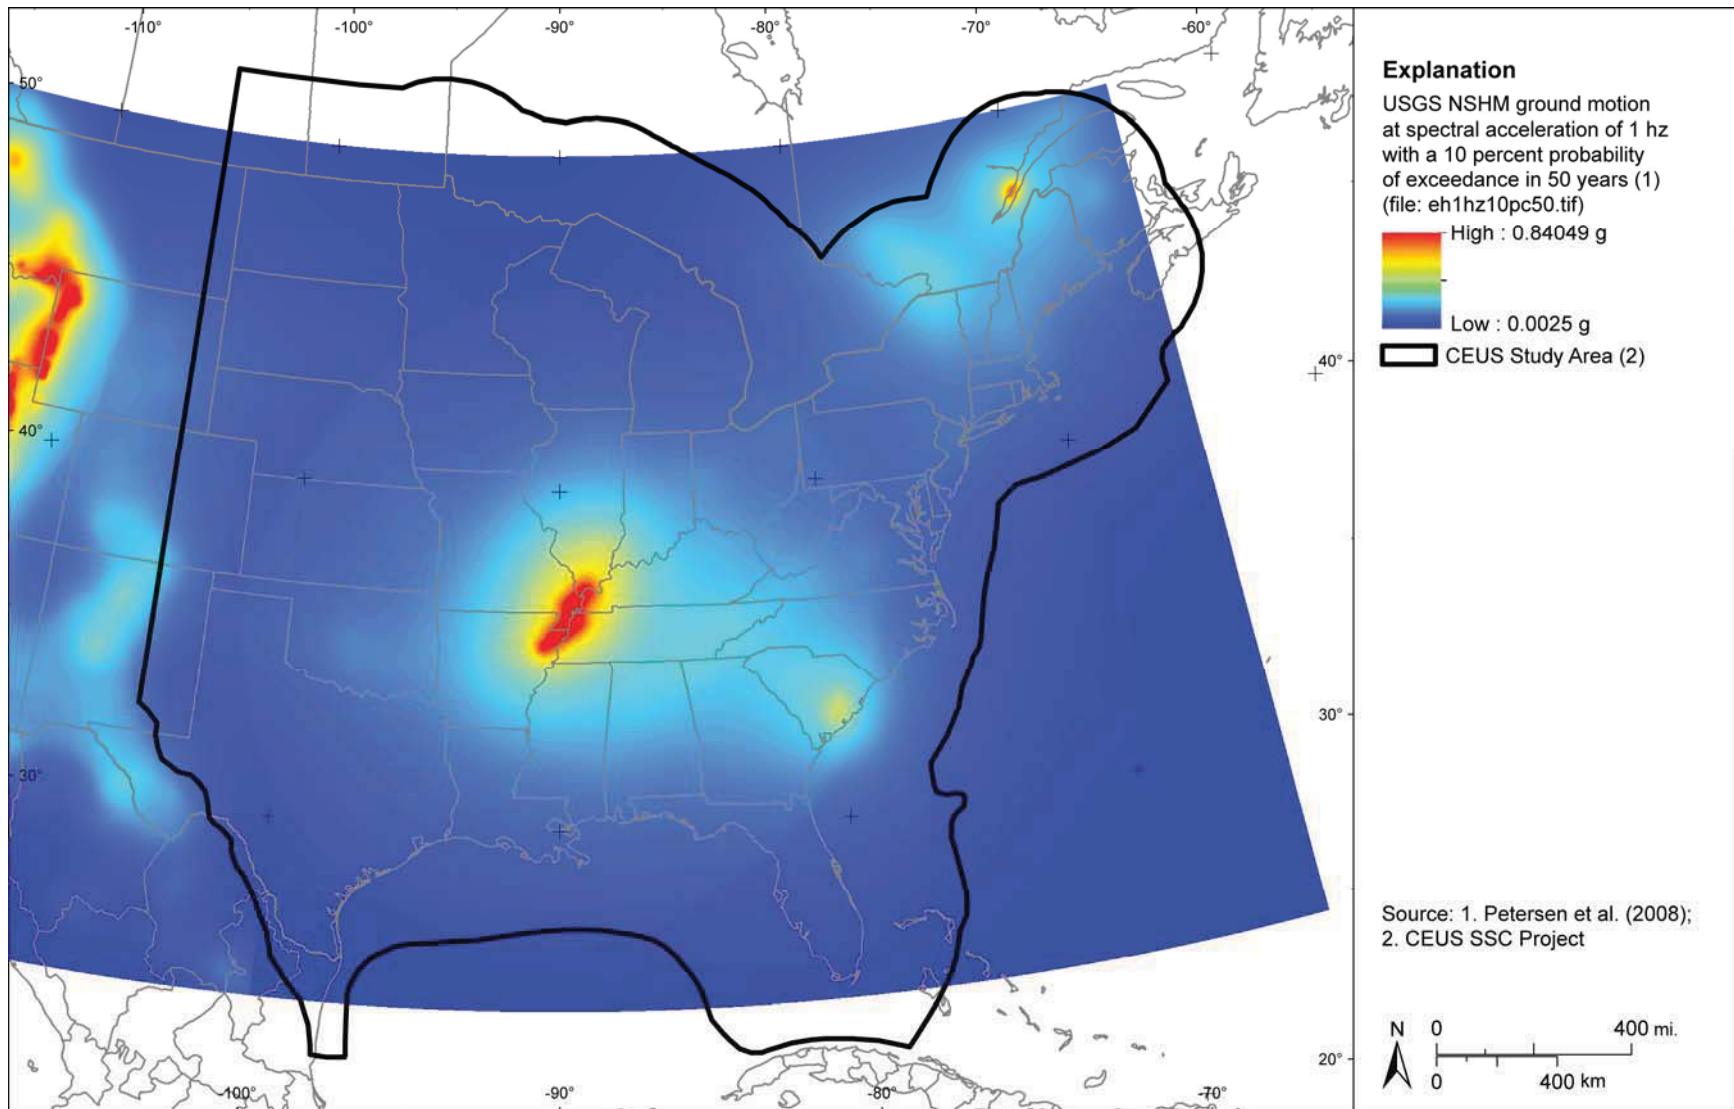 -110° -100° -90° -80° -70° -60°
50°
40°
30°
40°
30°
20°
-100° -90° -80° -70°
Explanation
USGS NSHM ground motion
at spectral acceleration of 1 hz
with a 10 percent probability
of exceedance in 50 years (1)
(file: eh1hz10pc50.tif)
High : 0.84049 g
Low : 0.0025 g
CEUS Study Area (2)
Source: 1. Petersen et al. (2008);
2. CEUS SSC Project
N 0 400 mi.
0 400 km